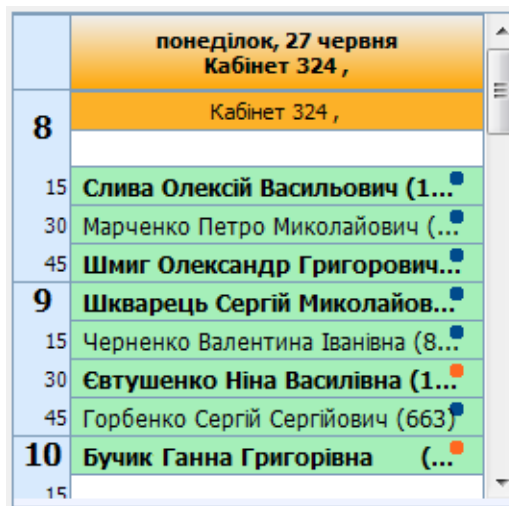 понеділок, 27 червня
Кабінет 324 ,
8 Кабінет 324 ,
15 Слива Олексій Васильович (1...
30 Марченко Петро Миколайович (...
45 Шмиг Олександр Григорович...
9 Шкварець Сергій Миколайов...
15 Черненко Валентина Іванівна (8...
30 Євтушенко Ніна Василівна (1...
45 Горбенко Сергій Сергійович (663)
10 Бучик Ганна Григорівна (...
15